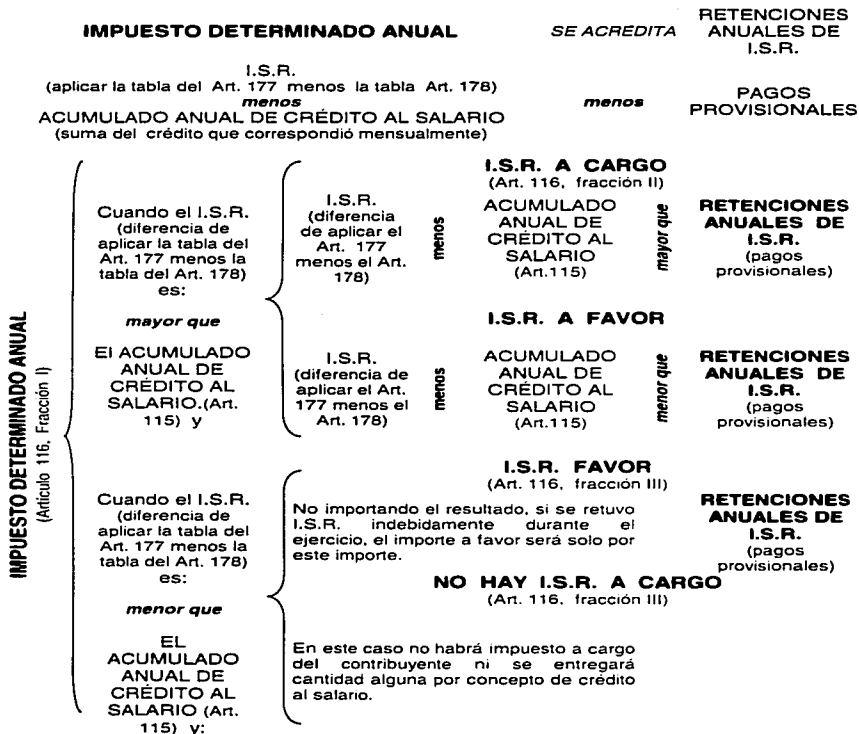 IMPUESTO DETERMINADO ANUAL
SE ACREDITA
RETENCIONES
ANUALES DE
I.S.R.
I.S.R.
(aplicar la tabla del Art. 177 menos la tabla Art. 178)
menos
ACUMULADO ANUAL DE CRÉDITO AL SALARIO
(suma del crédito que correspondió mensualmente)
menos
PAGOS
PROVISIONALES
IMPUESTO DETERMINADO ANUAL
(Artículo 116, Fracción I)
Cuando el I.S.R.
(diferencia de
aplicar la tabla del
Art. 177 menos la
tabla del Art. 178)
es:
mayor que
El ACUMULADO
ANUAL DE
CRÉDITO AL
SALARIO.(Art.
115) y
I.S.R. A CARGO
(Art. 116, fracción II)
I.S.R.
(diferencia
de aplicar el
Art. 177
menos el Art.
178)
menos
ACUMULADO
ANUAL DE
CRÉDITO AL
SALARIO
(Art.115)
mayor que
RETENCIONES
ANUALES DE
I.S.R.
(pagos
provisionales)
I.S.R. A FAVOR
I.S.R.
(diferencia de
aplicar el Art.
177 menos el
Art. 178)
menos
ACUMULADO
ANUAL DE
CRÉDITO AL
SALARIO
(Art.115)
menor que
RETENCIONES
ANUALES DE
I.S.R.
(pagos
provisionales)
Cuando el I.S.R.
(diferencia de
aplicar la tabla del
Art. 177 menos la
tabla del Art. 178)
es:
menor que
EL
ACUMULADO
ANUAL DE
CRÉDITO AL
SALARIO (Art.
115) y:
I.S.R. FAVOR
(Art. 116, fracción III)
No importando el resultado, si se retuvo
I.S.R. indebidamente durante el
ejercicio, el importe a favor será solo por
este importe.
RETENCIONES
ANUALES DE
I.S.R.
(pagos
provisionales)
NO HAY I.S.R. A CARGO
(Art. 116, fracción III)
En este caso no habrá impuesto a cargo
del contribuyente ni se entregará
cantidad alguna por concepto de crédito
al salario.